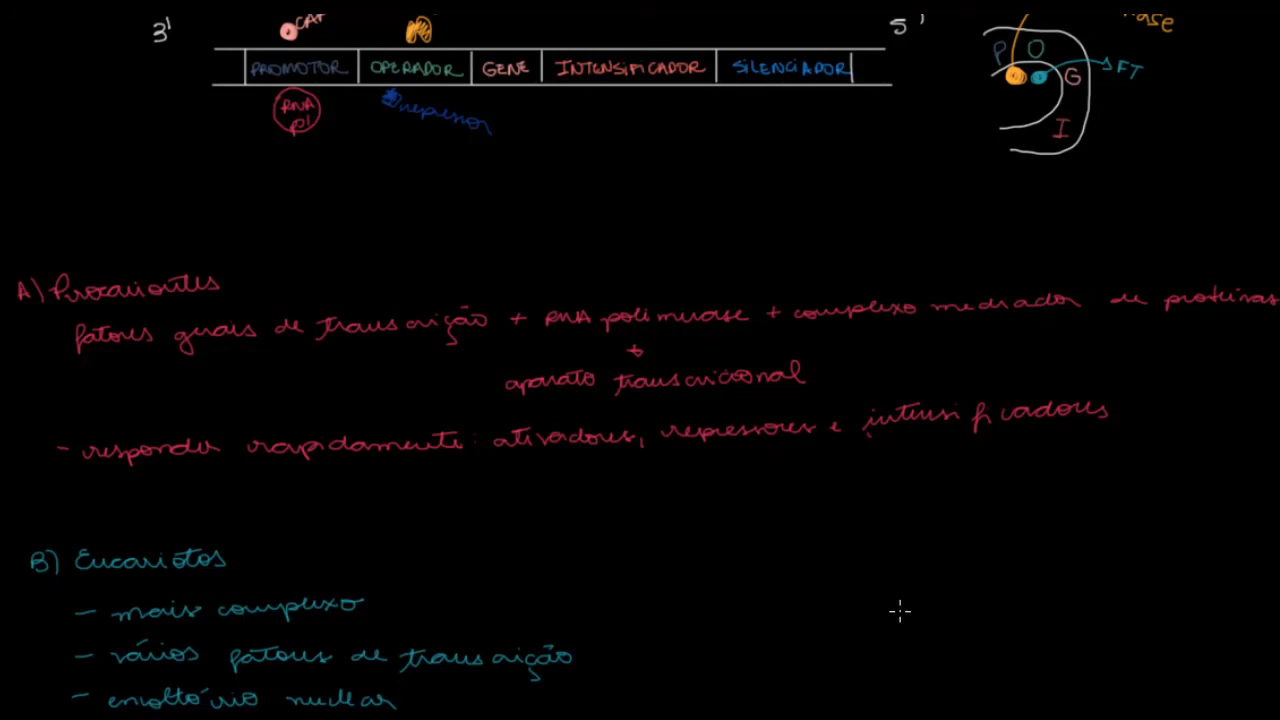 3' CAP 5' nase
PROMOTOR OPERADOR GENE INTENSIFICADOR SILENCIADOR
RNA pol
repressor
P O G I
FT
A) Procariontes
fatores gerais de transcrição + RNA polimerase + complexo mediador de proteínas
↓
aparato transcricional
- responder rapidamente: ativadores, repressores e intensificadores
B) Eucariotos
- mais complexo
- vários fatores de transcrição
- envoltório nuclear